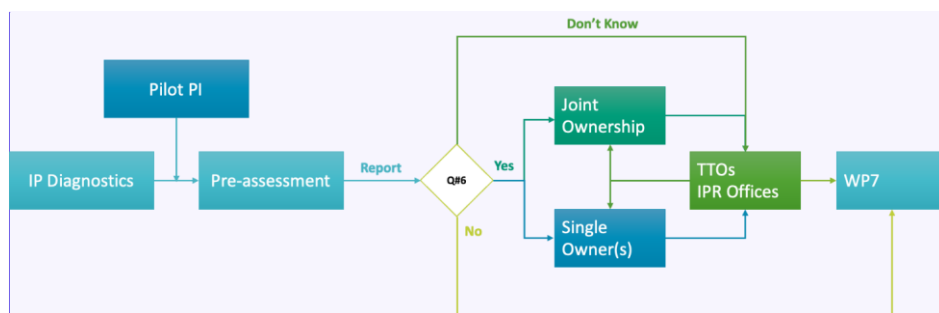 Don't Know
Pilot PI
Joint
Ownership
IP Diagnostics
Pre-assessment
Report
Q#6
Yes
TTOs
IPR Offices
WP7
No
Single
Owner(s)